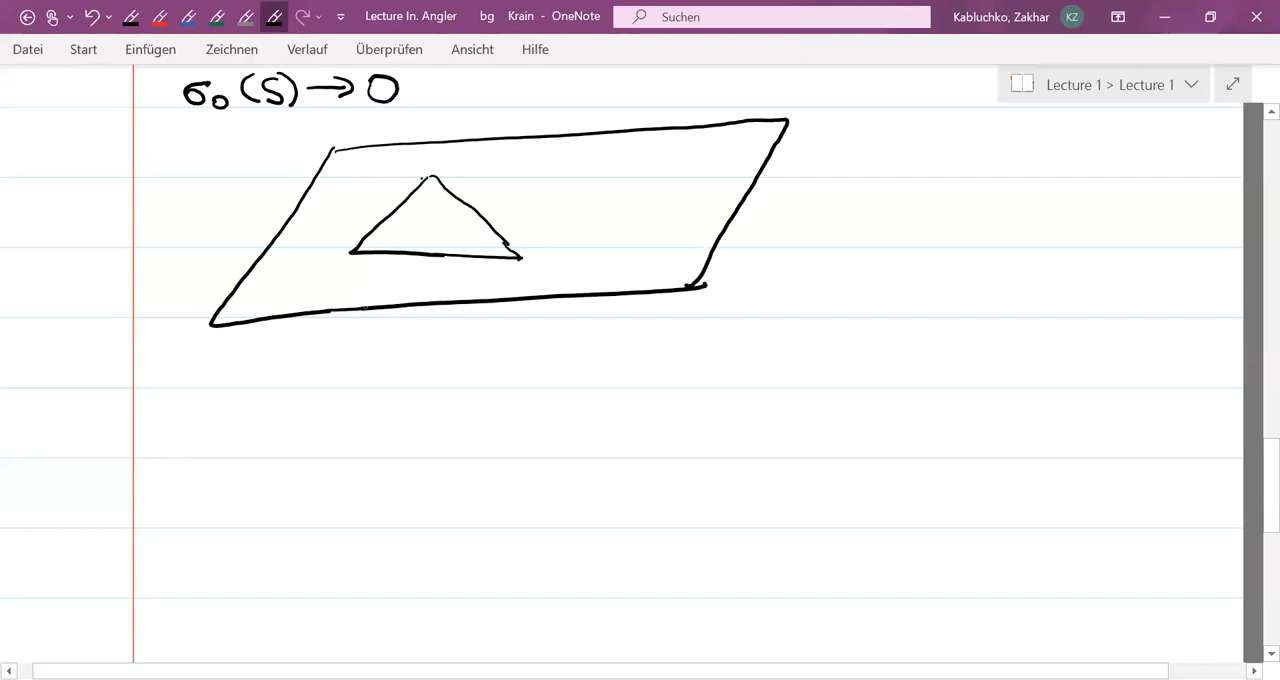 Lecture In. Angler bg Krain - OneNote
Suchen
Kabluchko, Zakhar KZ
Datei Start Einfügen Zeichnen Verlauf Überprüfen Ansicht Hilfe
Lecture 1 > Lecture 1
σ₀ (S) → 0